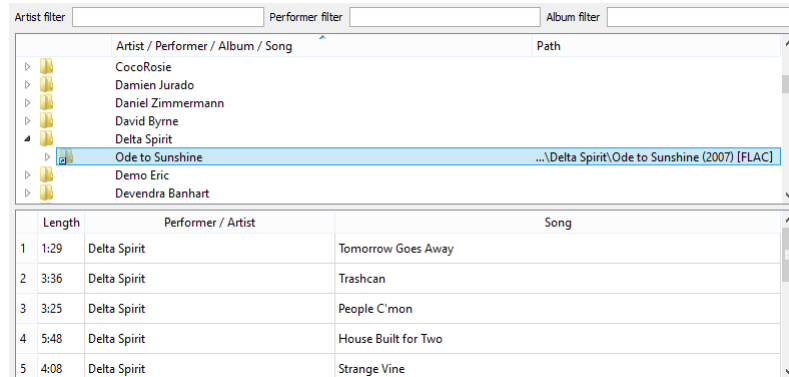 Artist filter Performer filter Album filter
Artist / Performer / Album / Song Path
CocoRosie
Damien Jurado
Daniel Zimmermann
David Byrne
Delta Spirit
Ode to Sunshine ...\Delta Spirit\Ode to Sunshine (2007) [FLAC]
Demo Eric
Devendra Banhart
Length Performer / Artist Song
1 1:29 Delta Spirit Tomorrow Goes Away
2 3:36 Delta Spirit Trashcan
3 3:25 Delta Spirit People C'mon
4 5:48 Delta Spirit House Built for Two
5 4:08 Delta Spirit Strange Vine